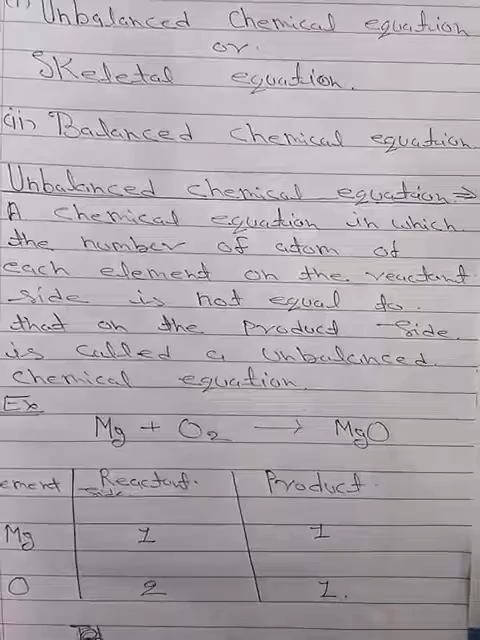 (i) Unbalanced Chemical equation
or.
Skeletal equation.
(ii) Balanced chemical equation.
Unbalanced chemical equation ⇒
A chemical equation in which
the number of atom of
each element on the reactant
side is not equal to.
that on the product side.
is called a unbalanced.
chemical equation.
Ex
Mg + O₂ → MgO
ement Reactant. Product.
side
Mg 1 1
O 2 1.